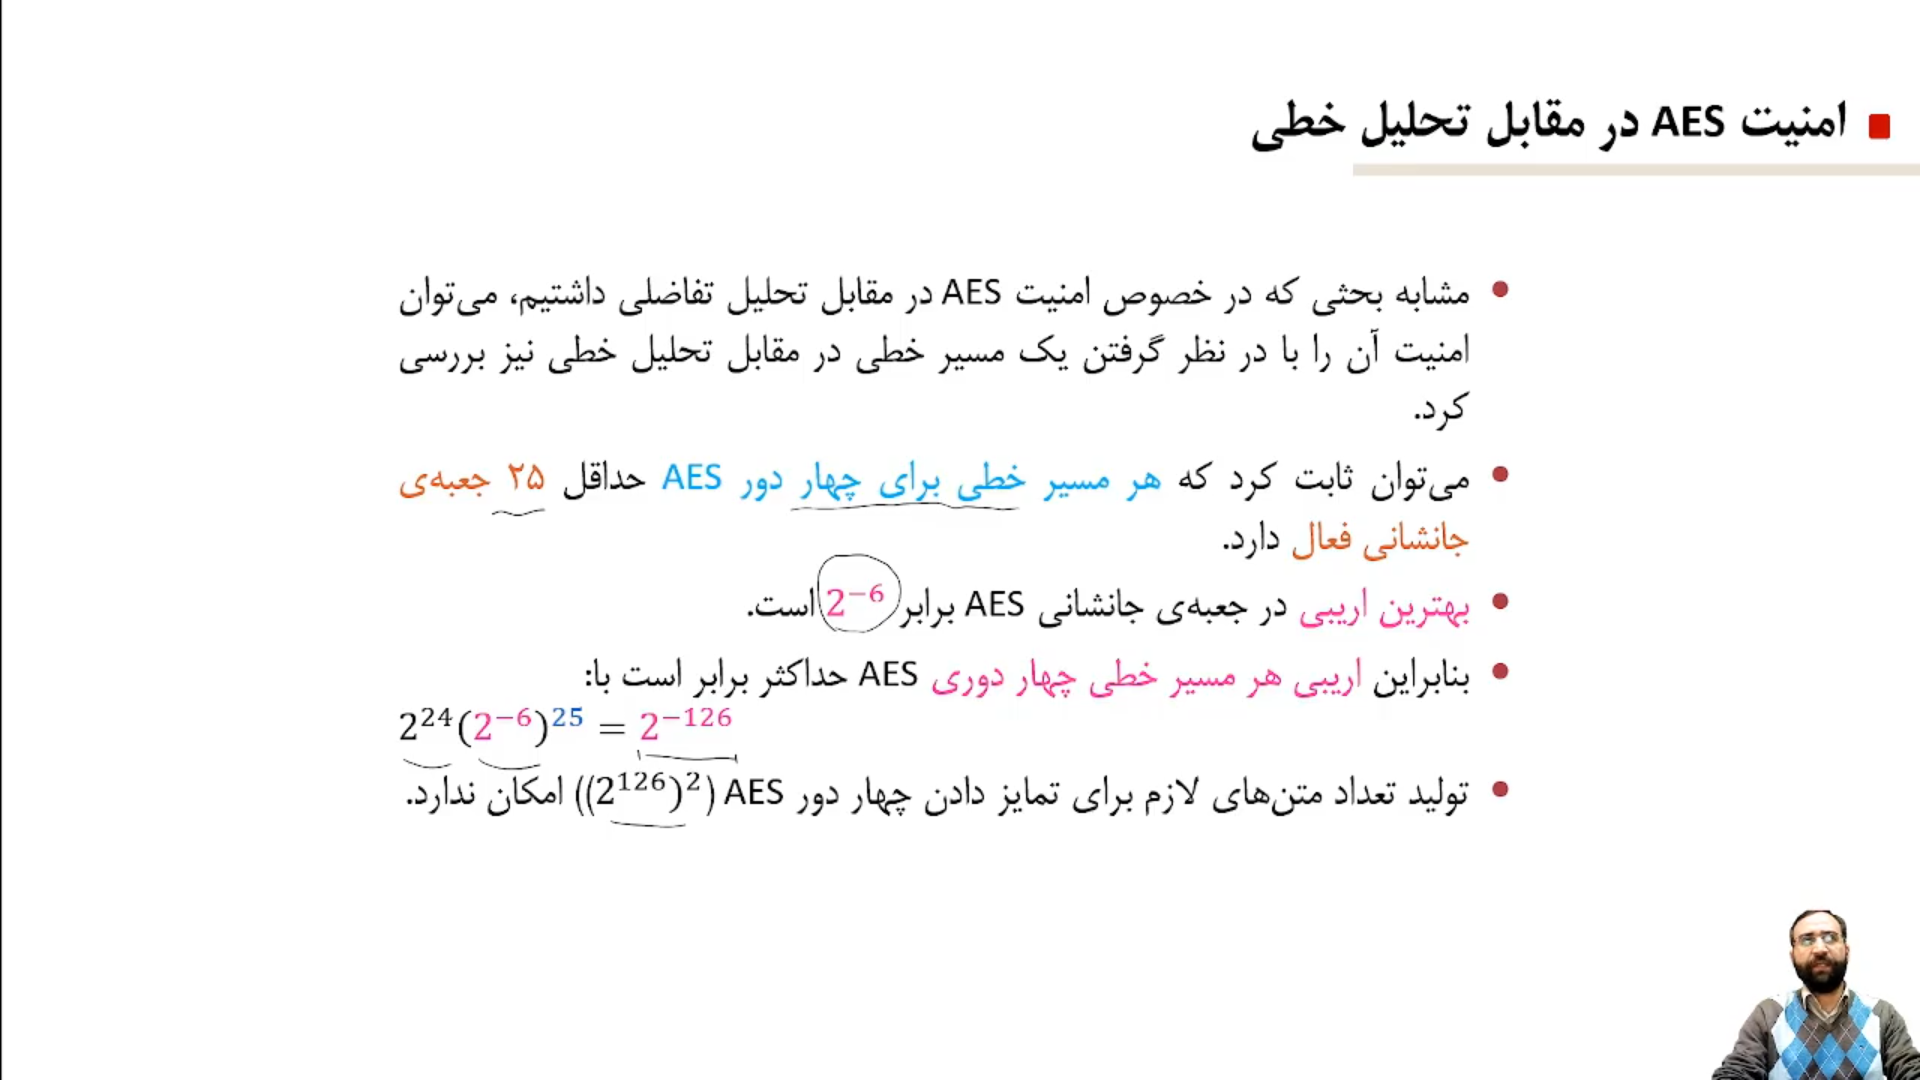 امنیت AES در مقابل تحلیل خطی
مشابه بحثی که در خصوص امنیت AES در مقابل تحلیل تفاضلی داشتیم، می‌توان
امنیت آن را با در نظر گرفتن یک مسیر خطی در مقابل تحلیل خطی نیز بررسی
کرد.
می‌توان ثابت کرد که هر مسیر خطی برای چهار دور AES حداقل ۲۵ جعبه‌ی
جانشانی فعال دارد.
بهترین اریبی در جعبه‌ی جانشانی AES برابر 2⁻⁶ است.
بنابراین اریبی هر مسیر خطی چهار دوری AES حداکثر برابر است با:
2²⁴(2⁻⁶)²⁵ = 2⁻¹²⁶
تولید تعداد متن‌های لازم برای تمایز دادن چهار دور AES ((2¹²⁶)²) امکان ندارد.